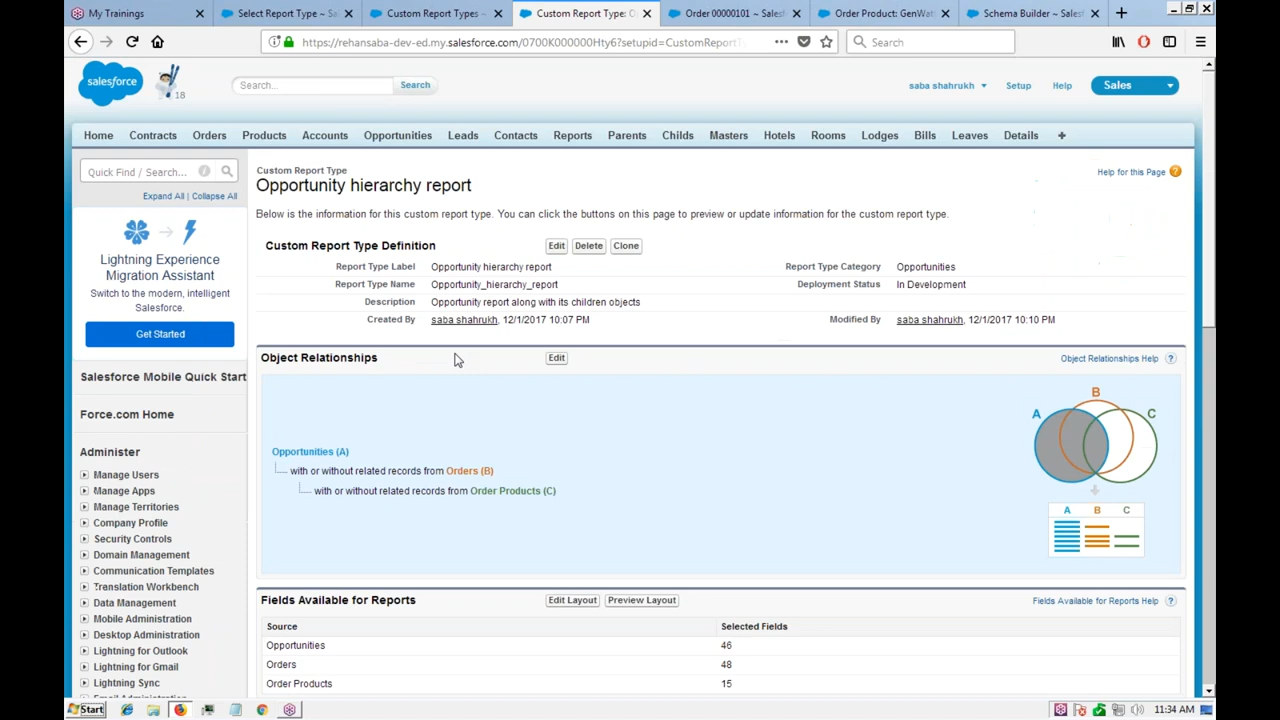 My Trainings
Select Report Type ~ Sa
Custom Report Types ~
Custom Report Type: O
Order 00000101 ~ Sales
Order Product: GenWatt
Schema Builder ~ Salesf
https://rehansaba-dev-ed.my.salesforce.com/0700K000000Hty6?setupid=CustomReportT
Search
salesforce
18
Search...
Search
saba shahrukh
Setup
Help
Sales
Home
Contracts
Orders
Products
Accounts
Opportunities
Leads
Contacts
Reports
Parents
Childs
Masters
Hotels
Rooms
Lodges
Bills
Leaves
Details
+
Quick Find / Search...
Expand All | Collapse All
Lightning Experience
Migration Assistant
Switch to the modern, intelligent
Salesforce.
Get Started
Salesforce Mobile Quick Start
Force.com Home
Administer
Manage Users
Manage Apps
Manage Territories
Company Profile
Security Controls
Domain Management
Communication Templates
Translation Workbench
Data Management
Mobile Administration
Desktop Administration
Lightning for Outlook
Lightning for Gmail
Lightning Sync
Email Administration
Custom Report Type
Opportunity hierarchy report
Help for this Page
Below is the information for this custom report type. You can click the buttons on this page to preview or update information for the custom report type.
Custom Report Type Definition
Edit
Delete
Clone
Report Type Label Opportunity hierarchy report
Report Type Category Opportunities
Report Type Name Opportunity_hierarchy_report
Deployment Status In Development
Description Opportunity report along with its children objects
Created By saba shahrukh, 12/1/2017 10:07 PM
Modified By saba shahrukh, 12/1/2017 10:10 PM
Object Relationships
Edit
Object Relationships Help ?
Opportunities (A)
with or without related records from Orders (B)
with or without related records from Order Products (C)
B
A
C
A B C
Fields Available for Reports
Edit Layout
Preview Layout
Fields Available for Reports Help ?
Source Selected Fields
Opportunities 46
Orders 48
Order Products 15
Start
11:34 AM